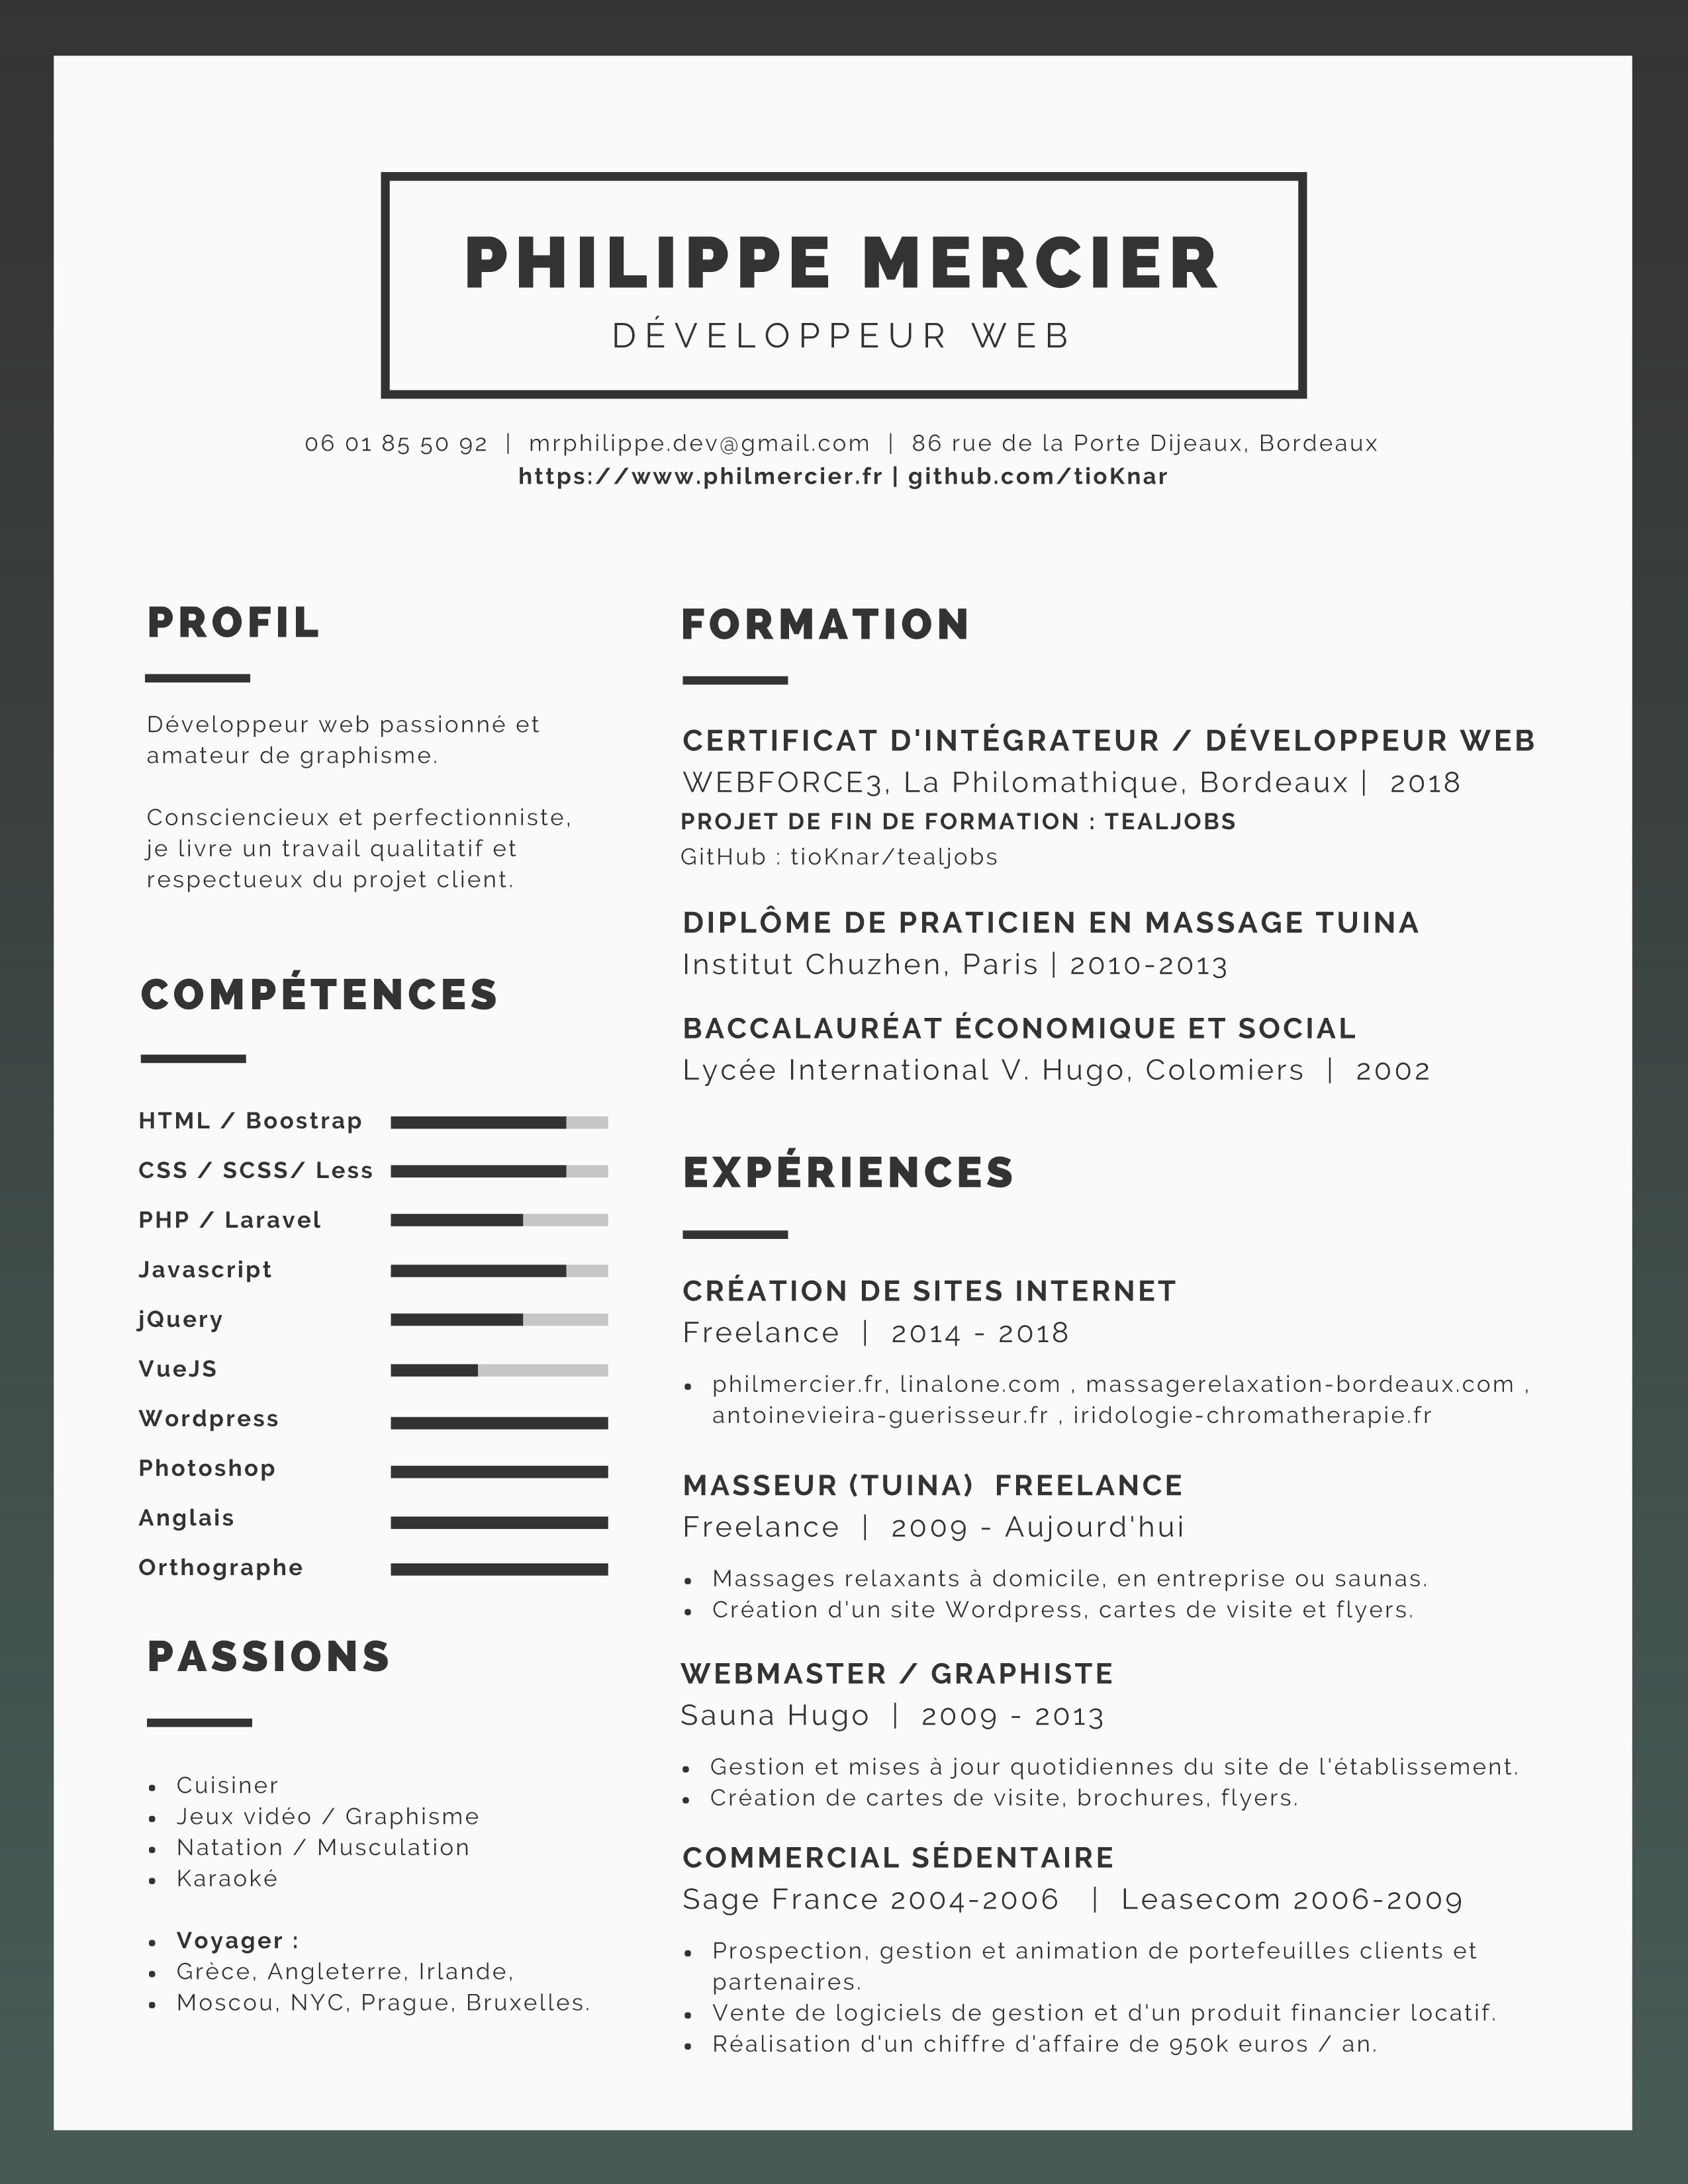 PHILIPPE MERCIER
DÉVELOPPEUR WEB
06 01 85 50 92 | mrphilippe.dev@gmail.com | 86 rue de la Porte Dijeaux, Bordeaux
https://www.philmercier.fr | github.com/tioKnar
PROFIL
Développeur web passionné et
amateur de graphisme.
Consciencieux et perfectionniste,
je livre un travail qualitatif et
respectueux du projet client.
COMPÉTENCES
HTML / Boostrap
CSS / SCSS/ Less
PHP / Laravel
Javascript
jQuery
VueJS
Wordpress
Photoshop
Anglais
Orthographe
PASSIONS
• Cuisiner
• Jeux vidéo / Graphisme
• Natation / Musculation
• Karaoké
• Voyager :
• Grèce, Angleterre, Irlande,
• Moscou, NYC, Prague, Bruxelles.
FORMATION
CERTIFICAT D'INTÉGRATEUR / DÉVELOPPEUR WEB
WEBFORCE3, La Philomathique, Bordeaux | 2018
PROJET DE FIN DE FORMATION : TEALJOBS
GitHub : tioKnar/tealjobs
DIPLÔME DE PRATICIEN EN MASSAGE TUINA
Institut Chuzhen, Paris | 2010-2013
BACCALAURÉAT ÉCONOMIQUE ET SOCIAL
Lycée International V. Hugo, Colomiers | 2002
EXPÉRIENCES
CRÉATION DE SITES INTERNET
Freelance | 2014 - 2018
• philmercier.fr, linalone.com , massagerelaxation-bordeaux.com ,
antoinevieira-guerisseur.fr , iridologie-chromatherapie.fr
MASSEUR (TUINA) FREELANCE
Freelance | 2009 - Aujourd'hui
• Massages relaxants à domicile, en entreprise ou saunas.
• Création d'un site Wordpress, cartes de visite et flyers.
WEBMASTER / GRAPHISTE
Sauna Hugo | 2009 - 2013
• Gestion et mises à jour quotidiennes du site de l'établissement.
• Création de cartes de visite, brochures, flyers.
COMMERCIAL SÉDENTAIRE
Sage France 2004-2006 | Leasecom 2006-2009
• Prospection, gestion et animation de portefeuilles clients et
partenaires.
• Vente de logiciels de gestion et d'un produit financier locatif.
• Réalisation d'un chiffre d'affaire de 950k euros / an.